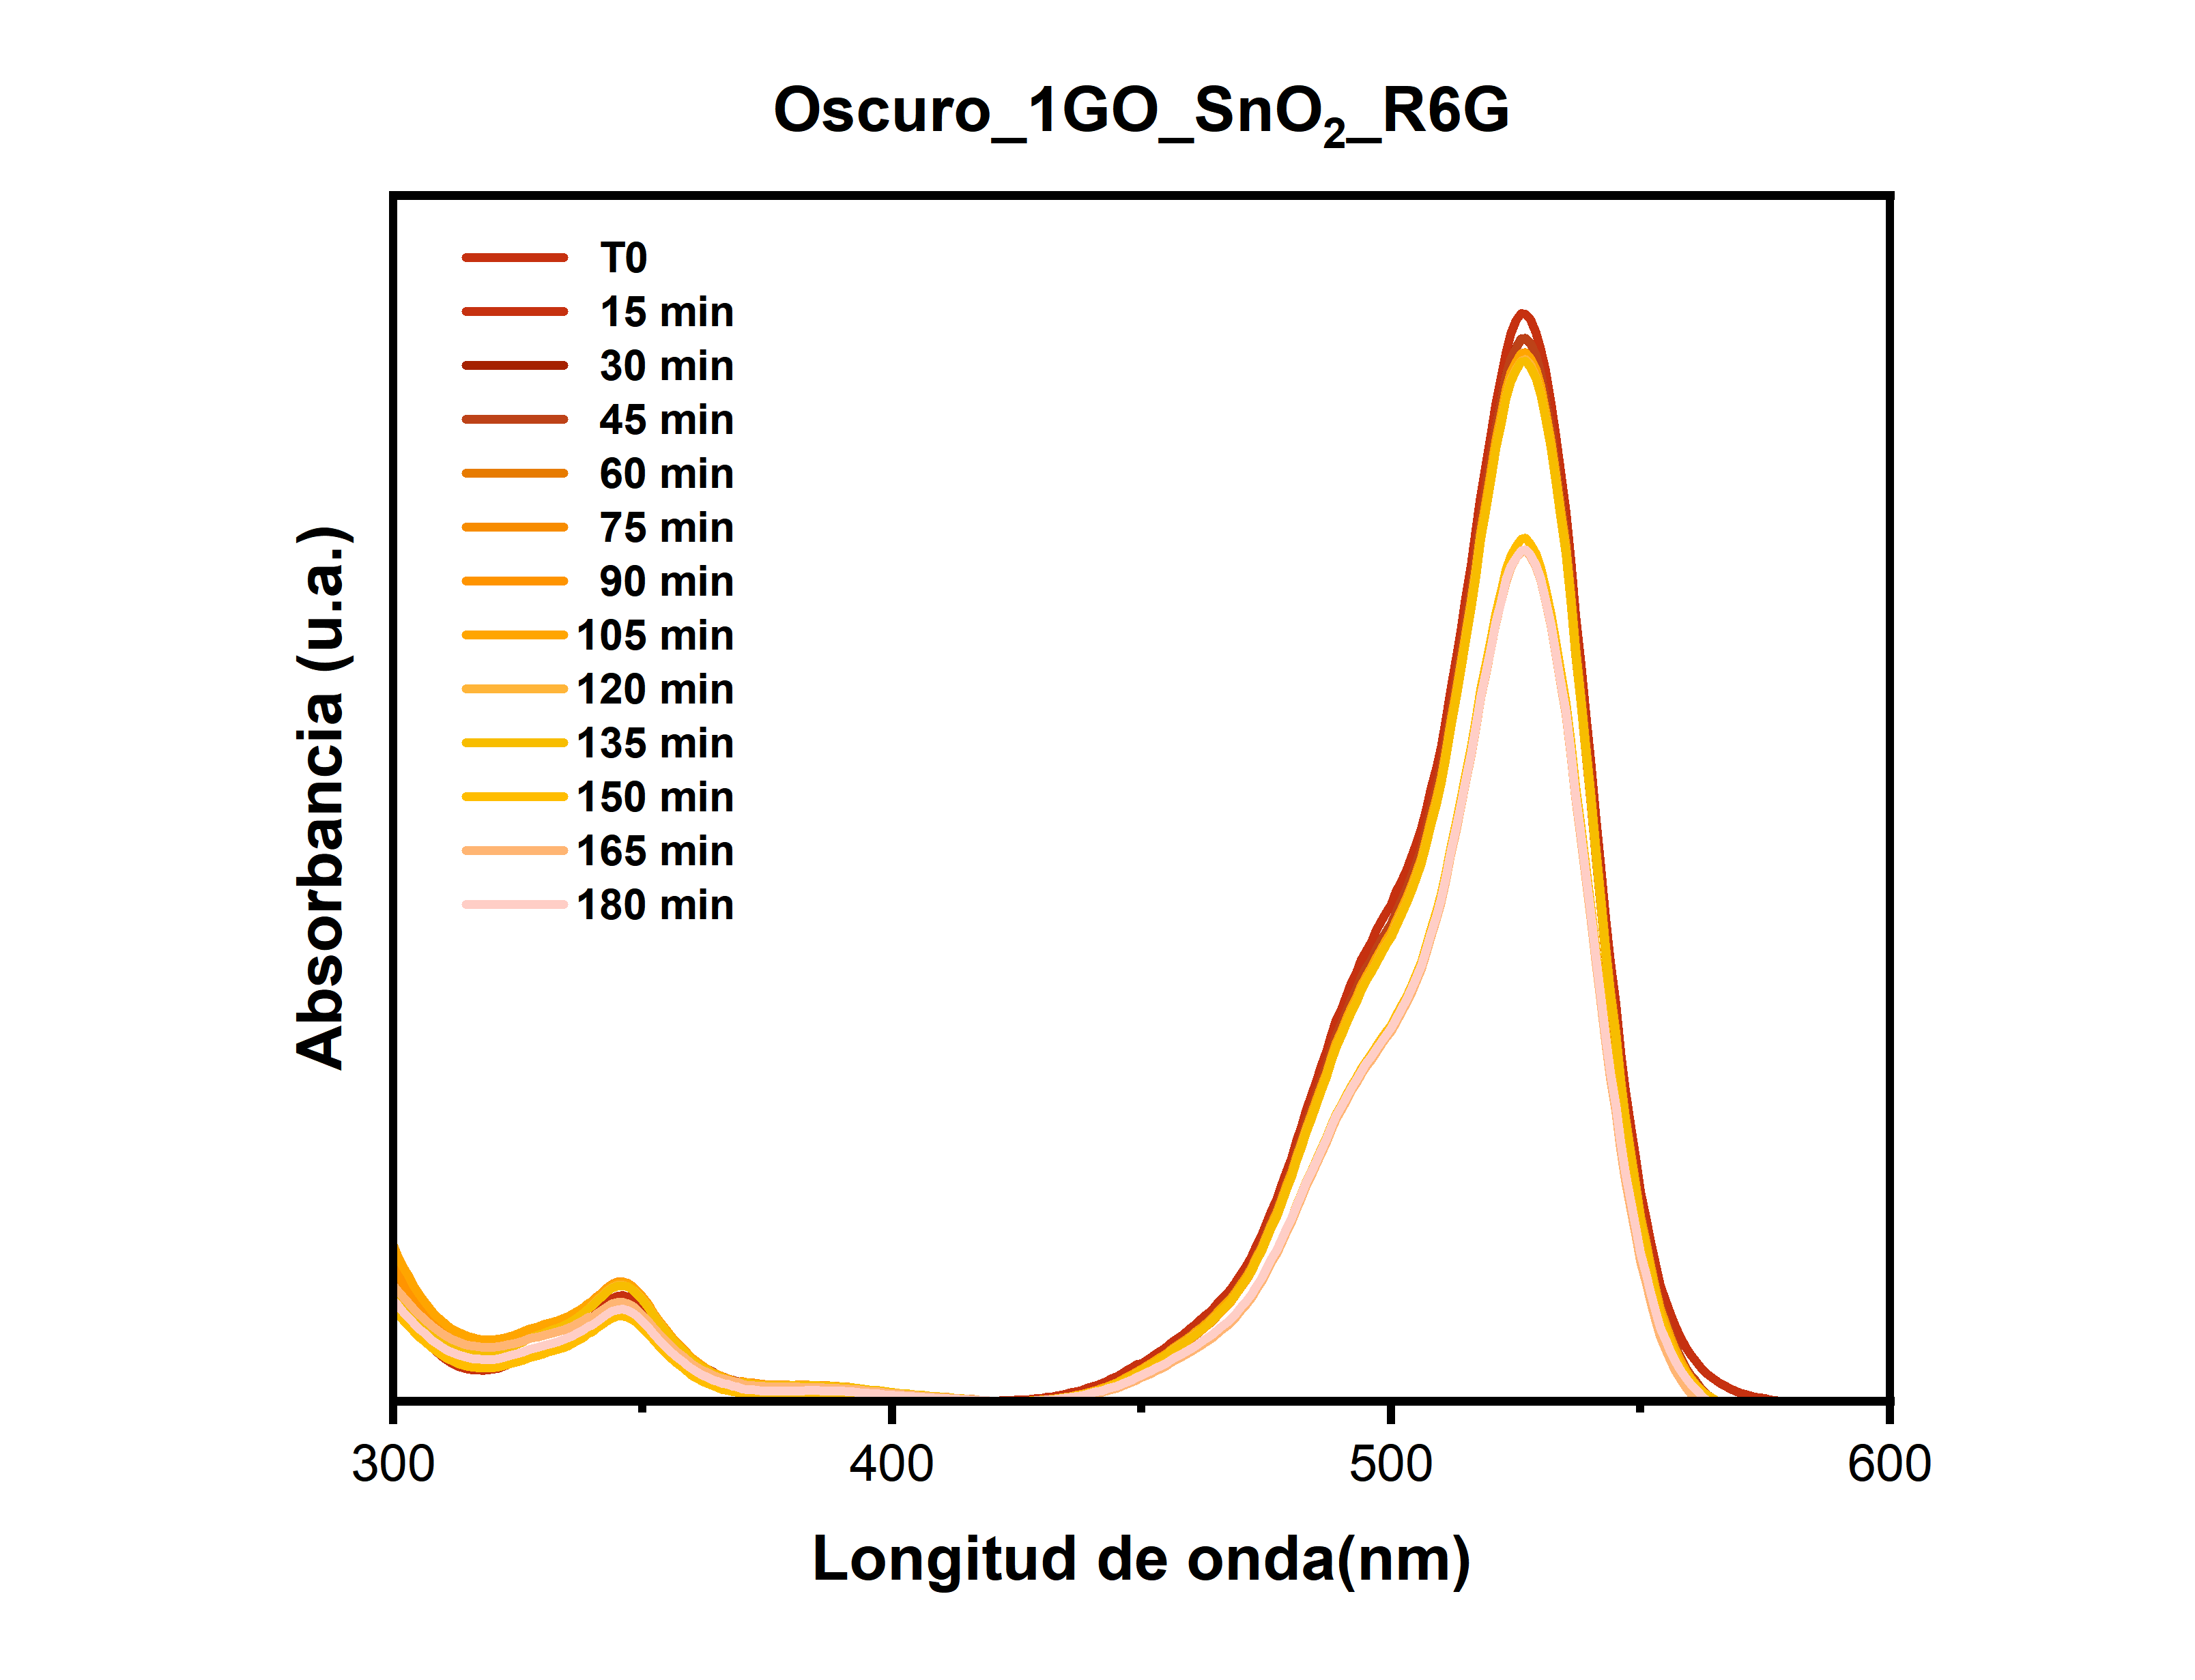 Oscuro_1GO_SnO₂_R6G
T0
15 min
30 min
45 min
60 min
75 min
90 min
105 min
120 min
135 min
150 min
165 min
180 min
Absorbancia (u.a.)
300 400 500 600
Longitud de onda(nm)